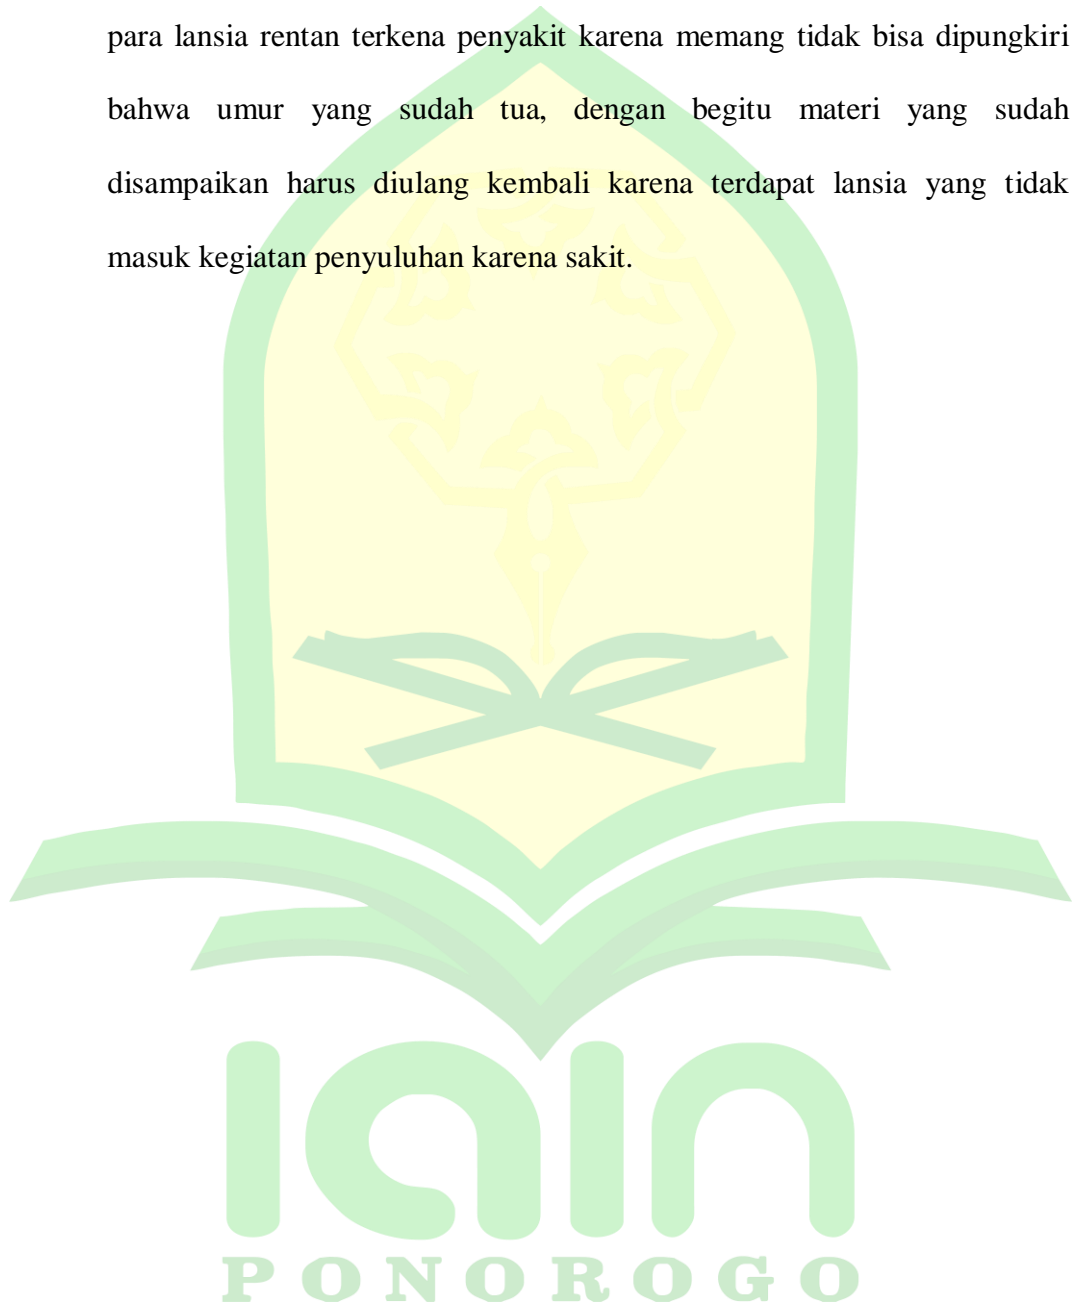 para lansia rentan terkena penyakit karena memang tidak bisa dipungkiri
bahwa umur yang sudah tua, dengan begitu materi yang sudah
disampaikan harus diulang kembali karena terdapat lansia yang tidak
masuk kegiatan penyuluhan karena sakit.
iain
PONOROGO